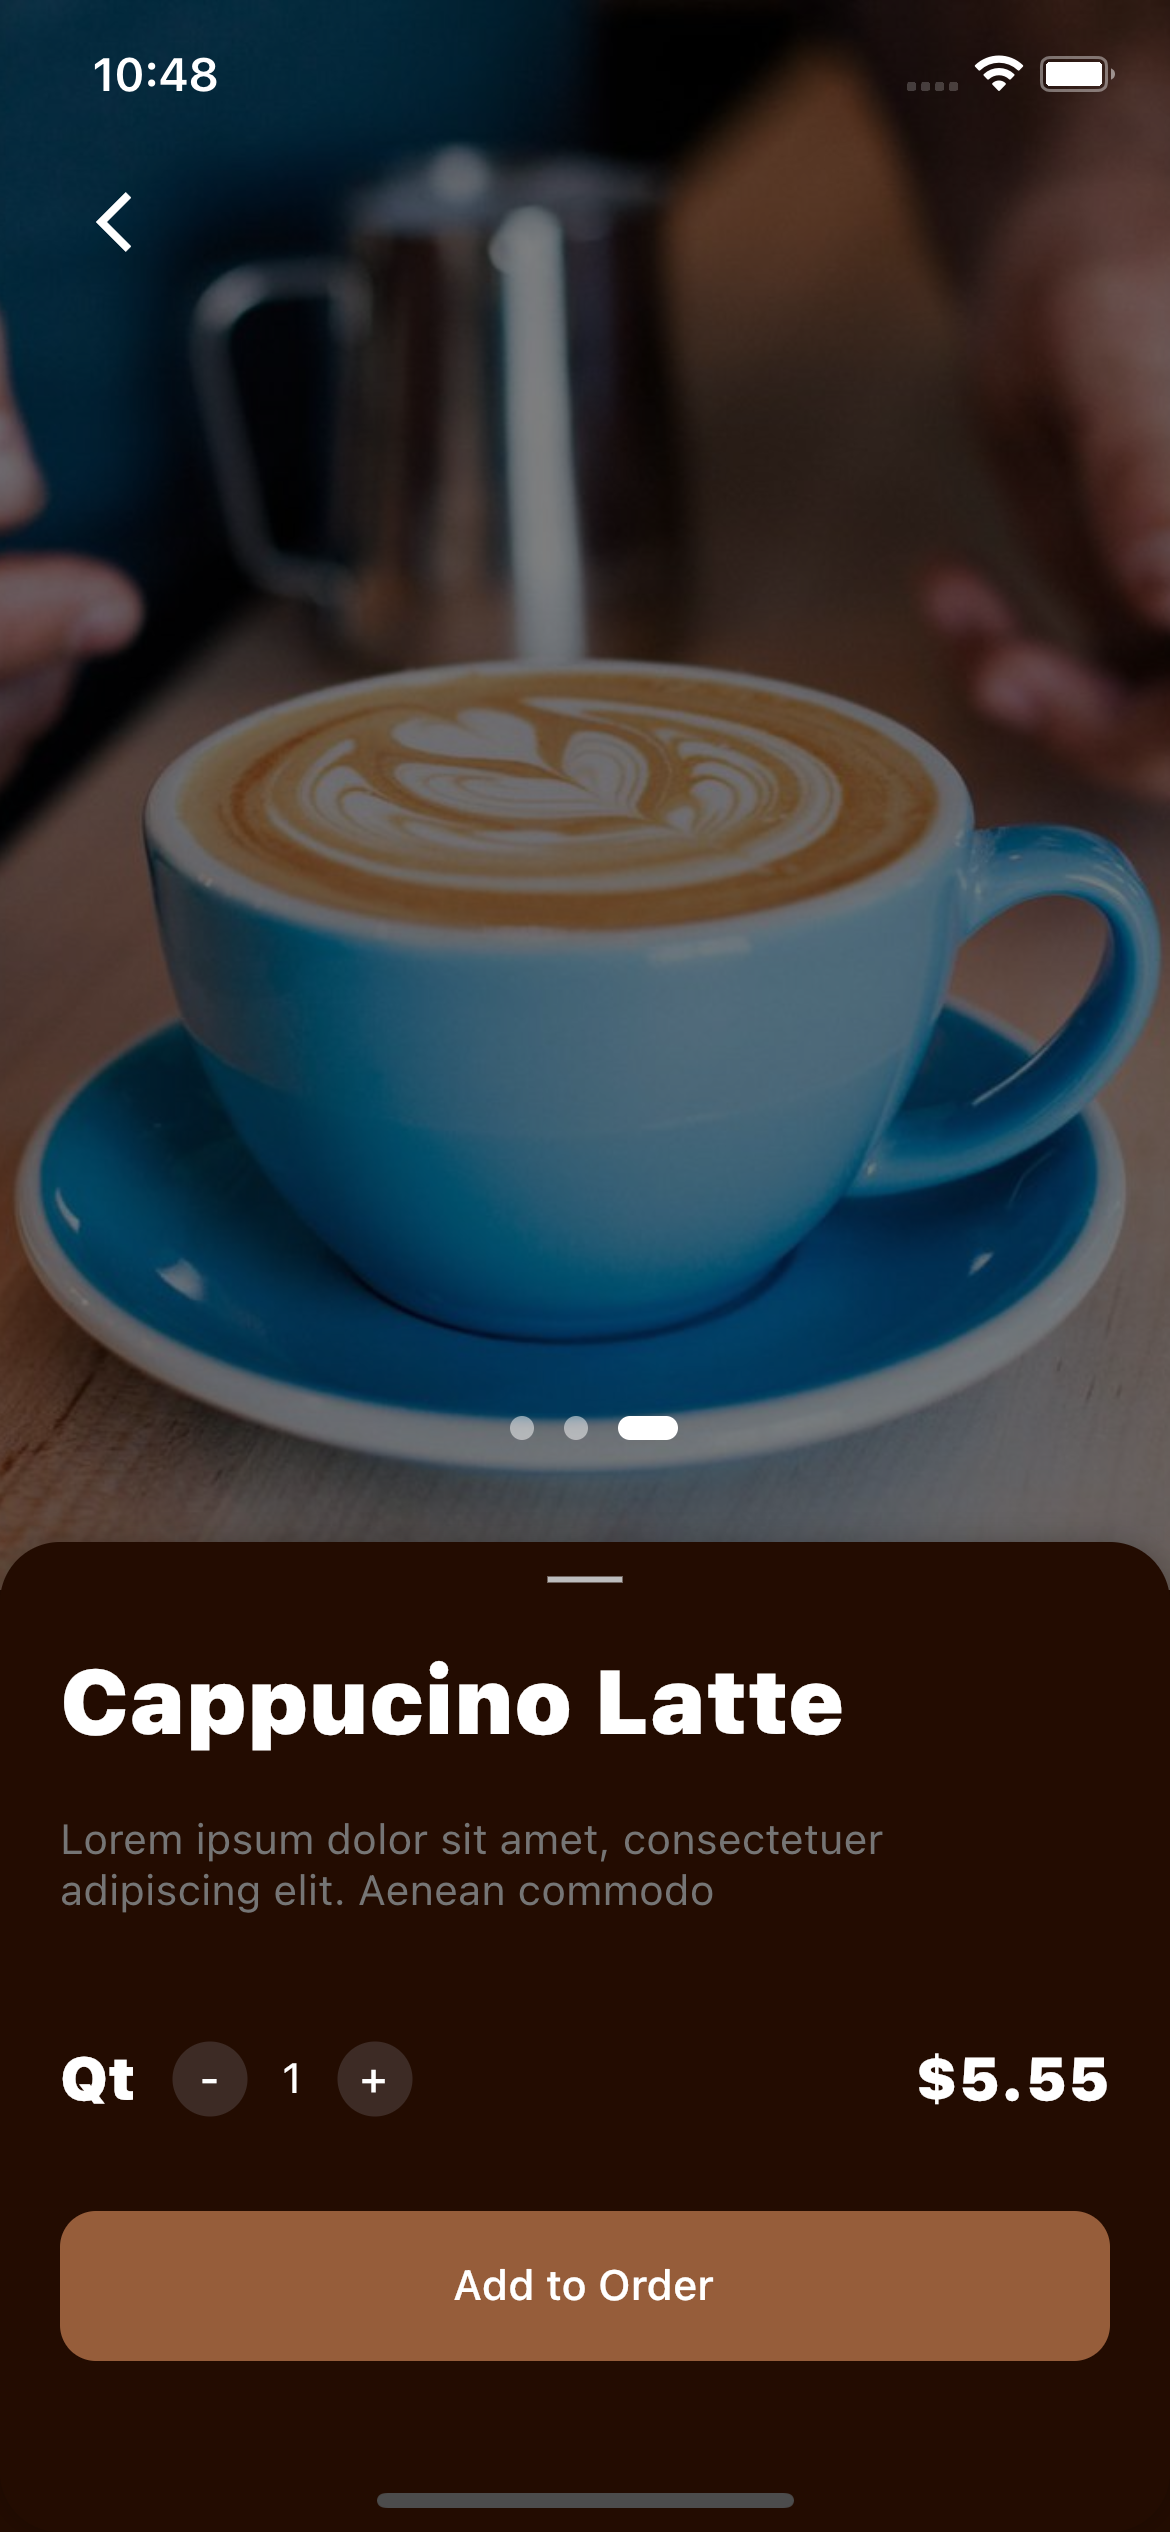 10:48
Cappucino Latte
Lorem ipsum dolor sit amet, consectetuer
adipiscing elit. Aenean commodo
Qt - 1 + $5.55
Add to Order